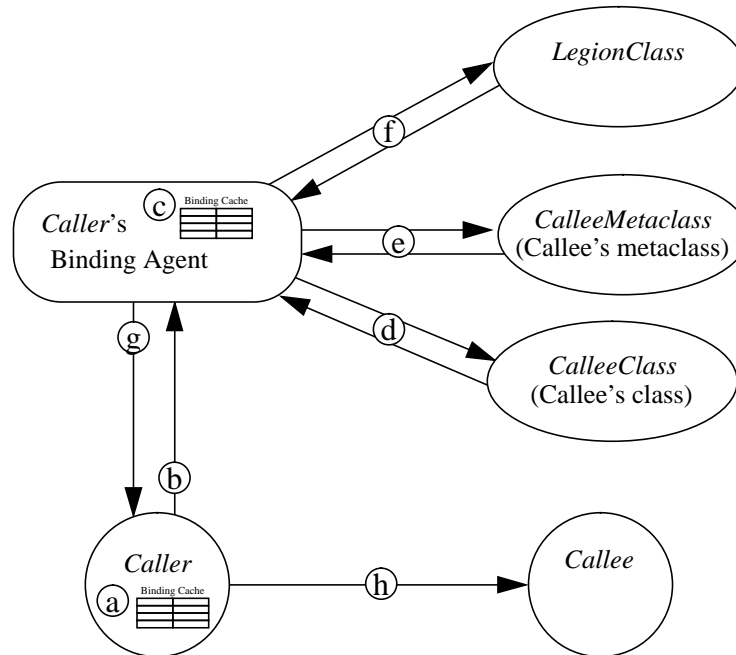 LegionClass
f
c
Binding Cache
Caller's
Binding Agent
e
CalleeMetaclass
(Callee's metaclass)
d
g
CalleeClass
(Callee's class)
b
Caller
Callee
h
a
Binding Cache